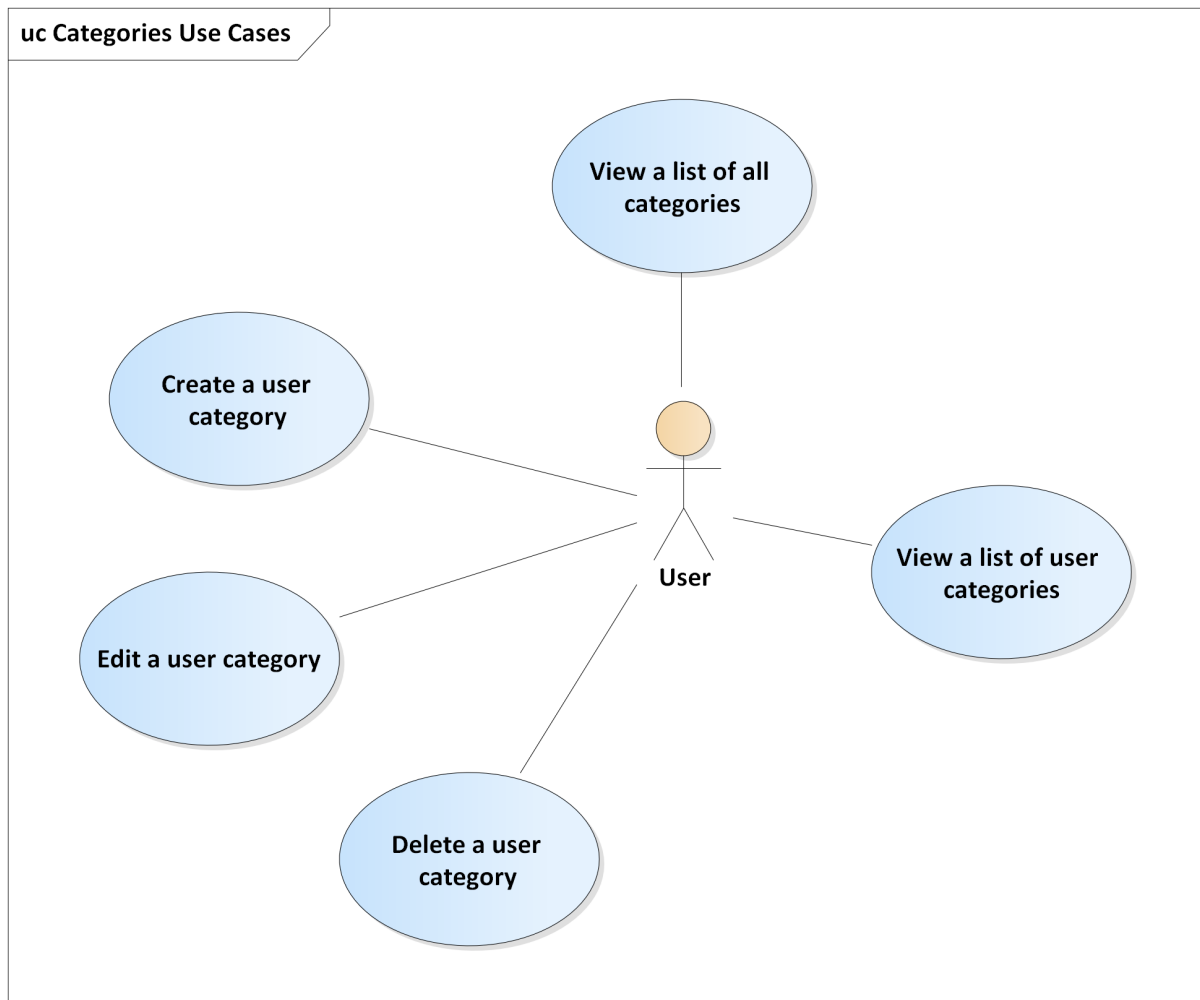 uc Categories Use Cases
View a list of all
categories
Create a user
category
View a list of user
categories
User
Edit a user category
Delete a user
category